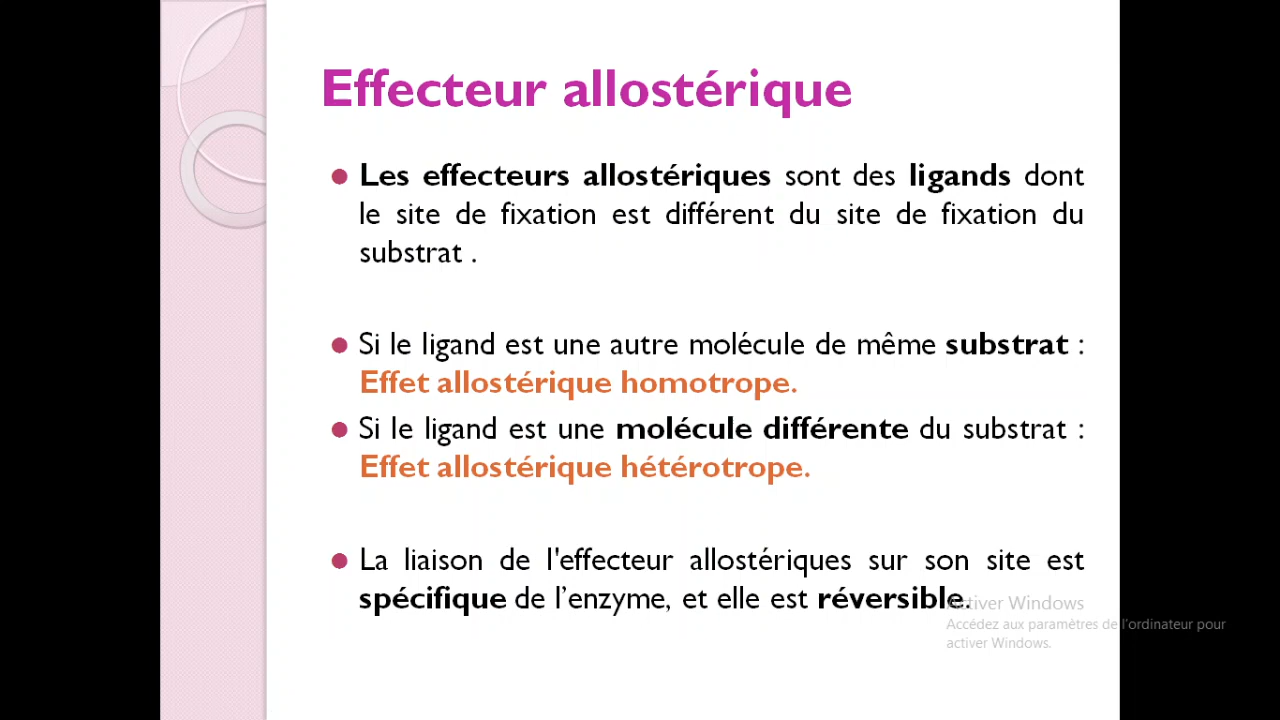 Effecteur allostérique
Les effecteurs allostériques sont des ligands dont
le site de fixation est différent du site de fixation du
substrat .
Si le ligand est une autre molécule de même substrat :
Effet allostérique homotrope.
Si le ligand est une molécule différente du substrat :
Effet allostérique hétérotrope.
La liaison de l'effecteur allostériques sur son site est
spécifique de l’enzyme, et elle est réversible.
Activer Windows
Accédez aux paramètres de l'ordinateur pour
activer Windows.